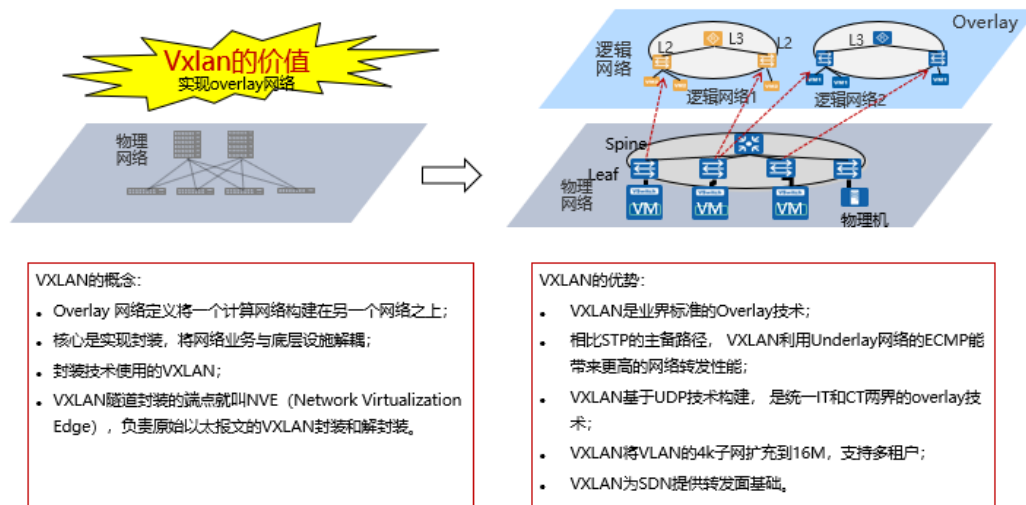 Vxlan的价值
实现overlay网络
物理
网络
Overlay
逻辑
网络
L2
L3
L2
L3
VM1
VM1
VM1
逻辑网络1
逻辑网络2
Spine
Leaf
物理
网络
VSwitch
VM
VSwitch
VM
VSwitch
VM
物理机
VXLAN的概念:
• Overlay 网络定义将一个计算网络构建在另一个网络之上；
• 核心是实现封装，将网络业务与底层设施解耦；
• 封装技术使用的VXLAN；
• VXLAN隧道封装的端点就叫NVE（Network Virtualization
Edge），负责原始以太报文的VXLAN封装和解封装。
VXLAN的优势:
• VXLAN是业界标准的Overlay技术；
• 相比STP的主备路径， VXLAN利用Underlay网络的ECMP能
带来更高的网络转发性能；
• VXLAN基于UDP技术构建， 是统一IT和CT两界的overlay技
术；
• VXLAN将VLAN的4k子网扩充到16M，支持多租户；
• VXLAN为SDN提供转发面基础。